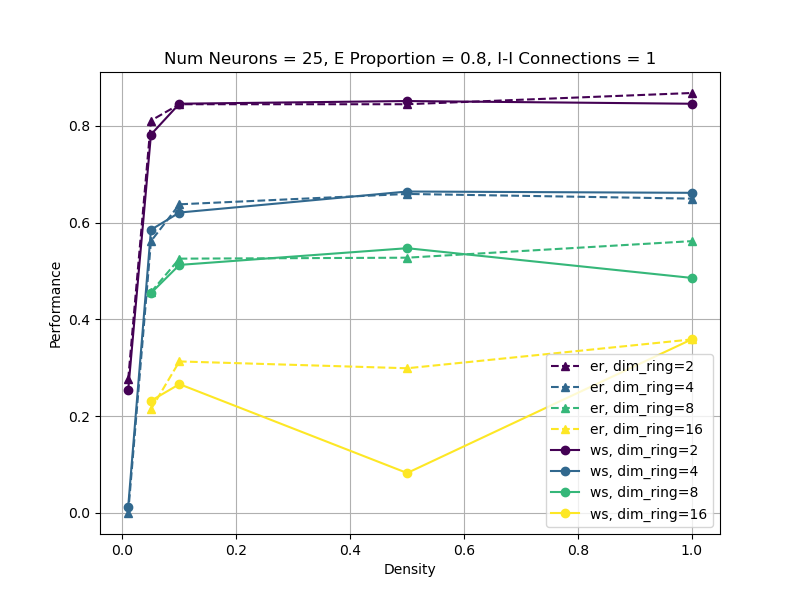 Num Neurons = 25, E Proportion = 0.8, I-I Connections = 1
Performance
0.8
0.6
0.4
0.2
0.0
er, dim_ring=2
er, dim_ring=4
er, dim_ring=8
er, dim_ring=16
ws, dim_ring=2
ws, dim_ring=4
ws, dim_ring=8
ws, dim_ring=16
0.0 0.2 0.4 0.6 0.8 1.0
Density